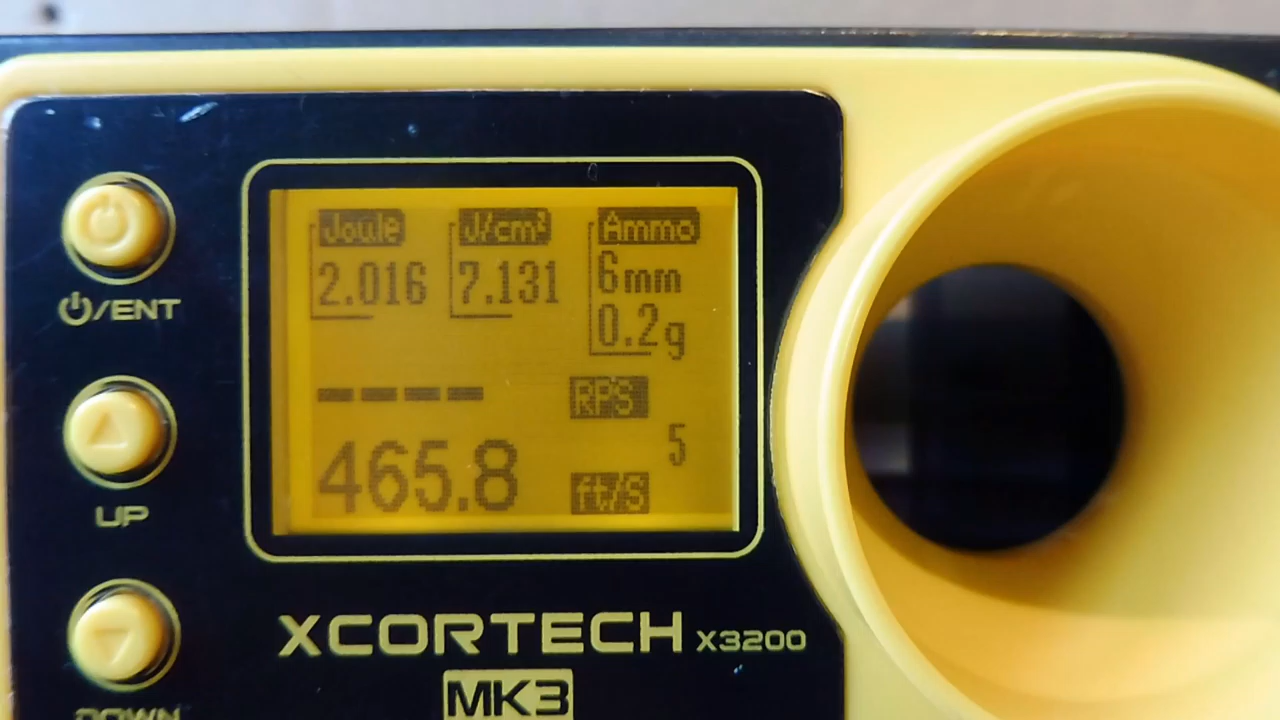 Joule J/cm² Ammo
2.016 7.131 6mm
0.2g
---- RPS
5
465.8 ft/S
/ENT
UP
DOWN
XCORTECH X3200
MK3